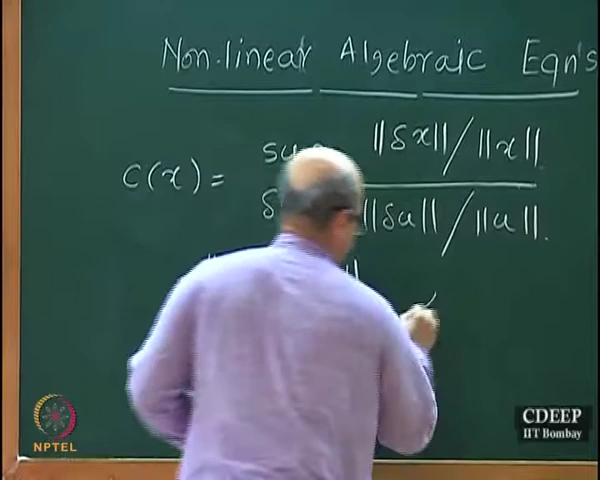 Non-linear Algebraic Eqn's
||δx|| / ||x||
C(x) =
||δu|| / ||u||
NPTEL
CDEEP
IIT Bombay